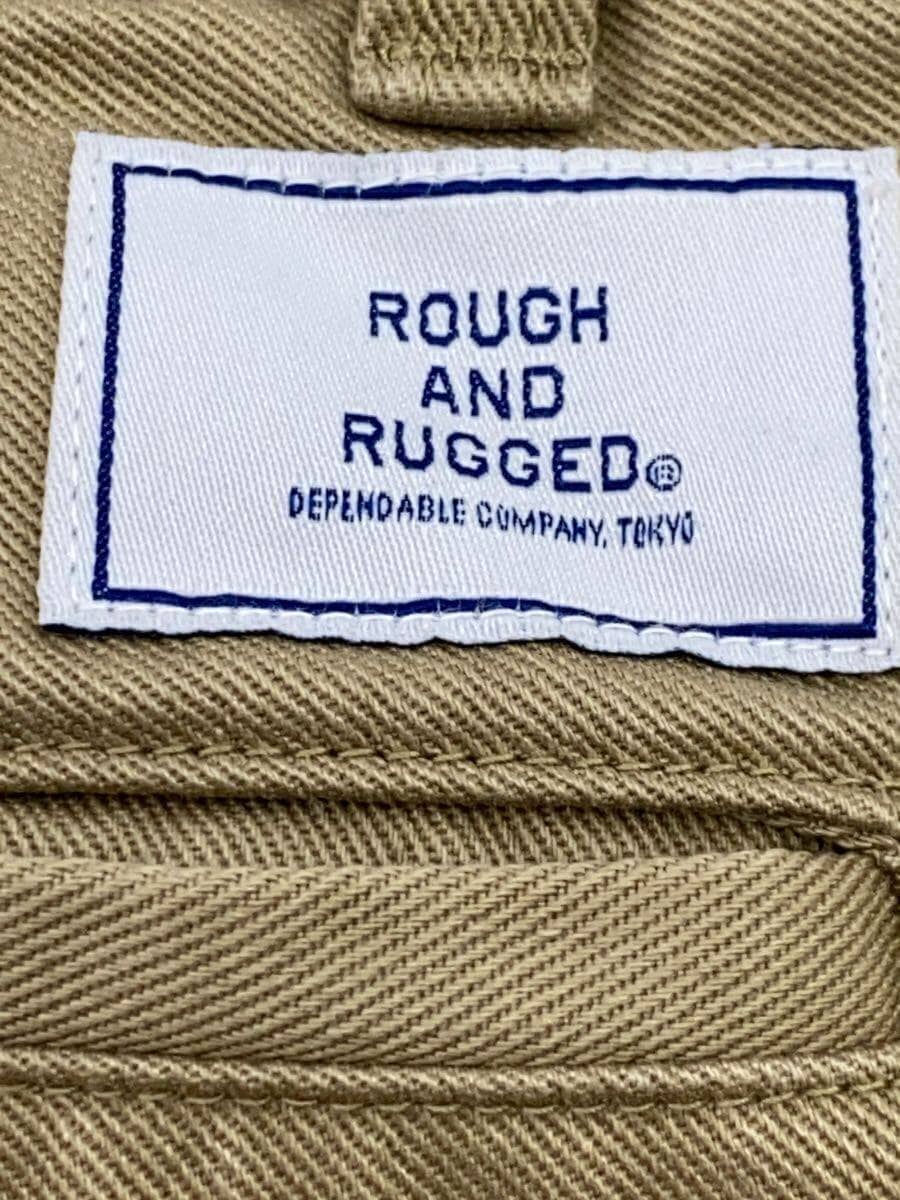 ROUGH
AND
RUGGED®
DEPENDABLE COMPANY, TOKYO